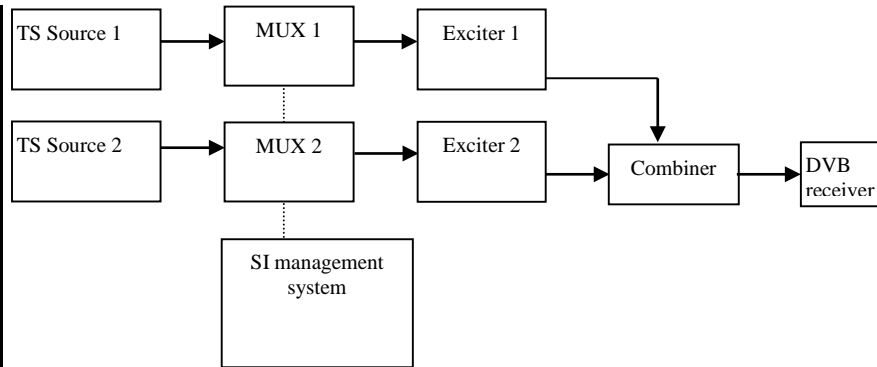 TS Source 1
MUX 1
Exciter 1
TS Source 2
MUX 2
Exciter 2
Combiner
DVB
receiver
SI management
system